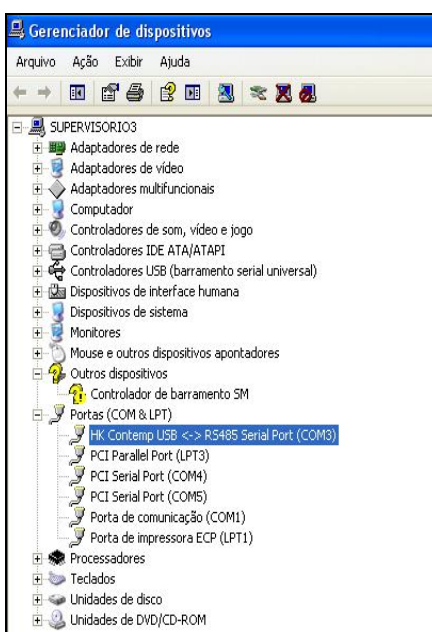 Gerenciador de dispositivos
Arquivo Ação Exibir Ajuda
SUPERVISORIO3
Adaptadores de rede
Adaptadores de vídeo
Adaptadores multifuncionais
Computador
Controladores de som, vídeo e jogo
Controladores IDE ATA/ATAPI
Controladores USB (barramento serial universal)
Dispositivos de interface humana
Dispositivos de sistema
Monitores
Mouse e outros dispositivos apontadores
Outros dispositivos
Controlador de barramento SM
Portas (COM & LPT)
HK Contemp USB <-> RS485 Serial Port (COM3)
PCI Parallel Port (LPT3)
PCI Serial Port (COM4)
PCI Serial Port (COM5)
Porta de comunicação (COM1)
Porta de impressora ECP (LPT1)
Processadores
Teclados
Unidades de disco
Unidades de DVD/CD-ROM